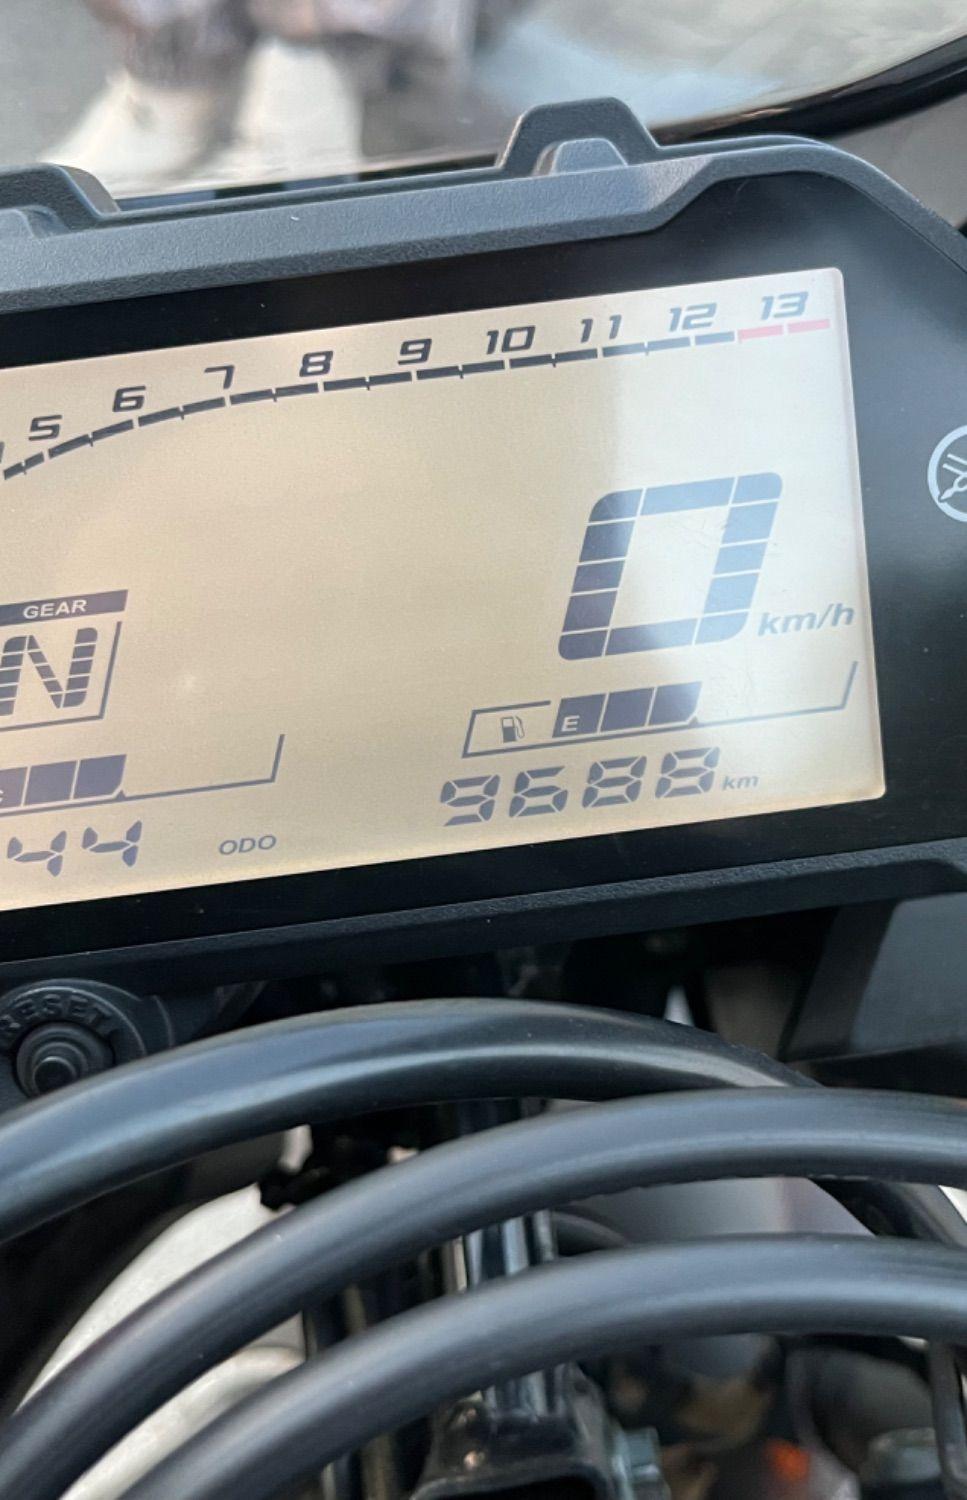 5 6 7 8 9 10 11 12 13
0 km/h
GEAR
N
E
9688 km
44 ODO
RESET